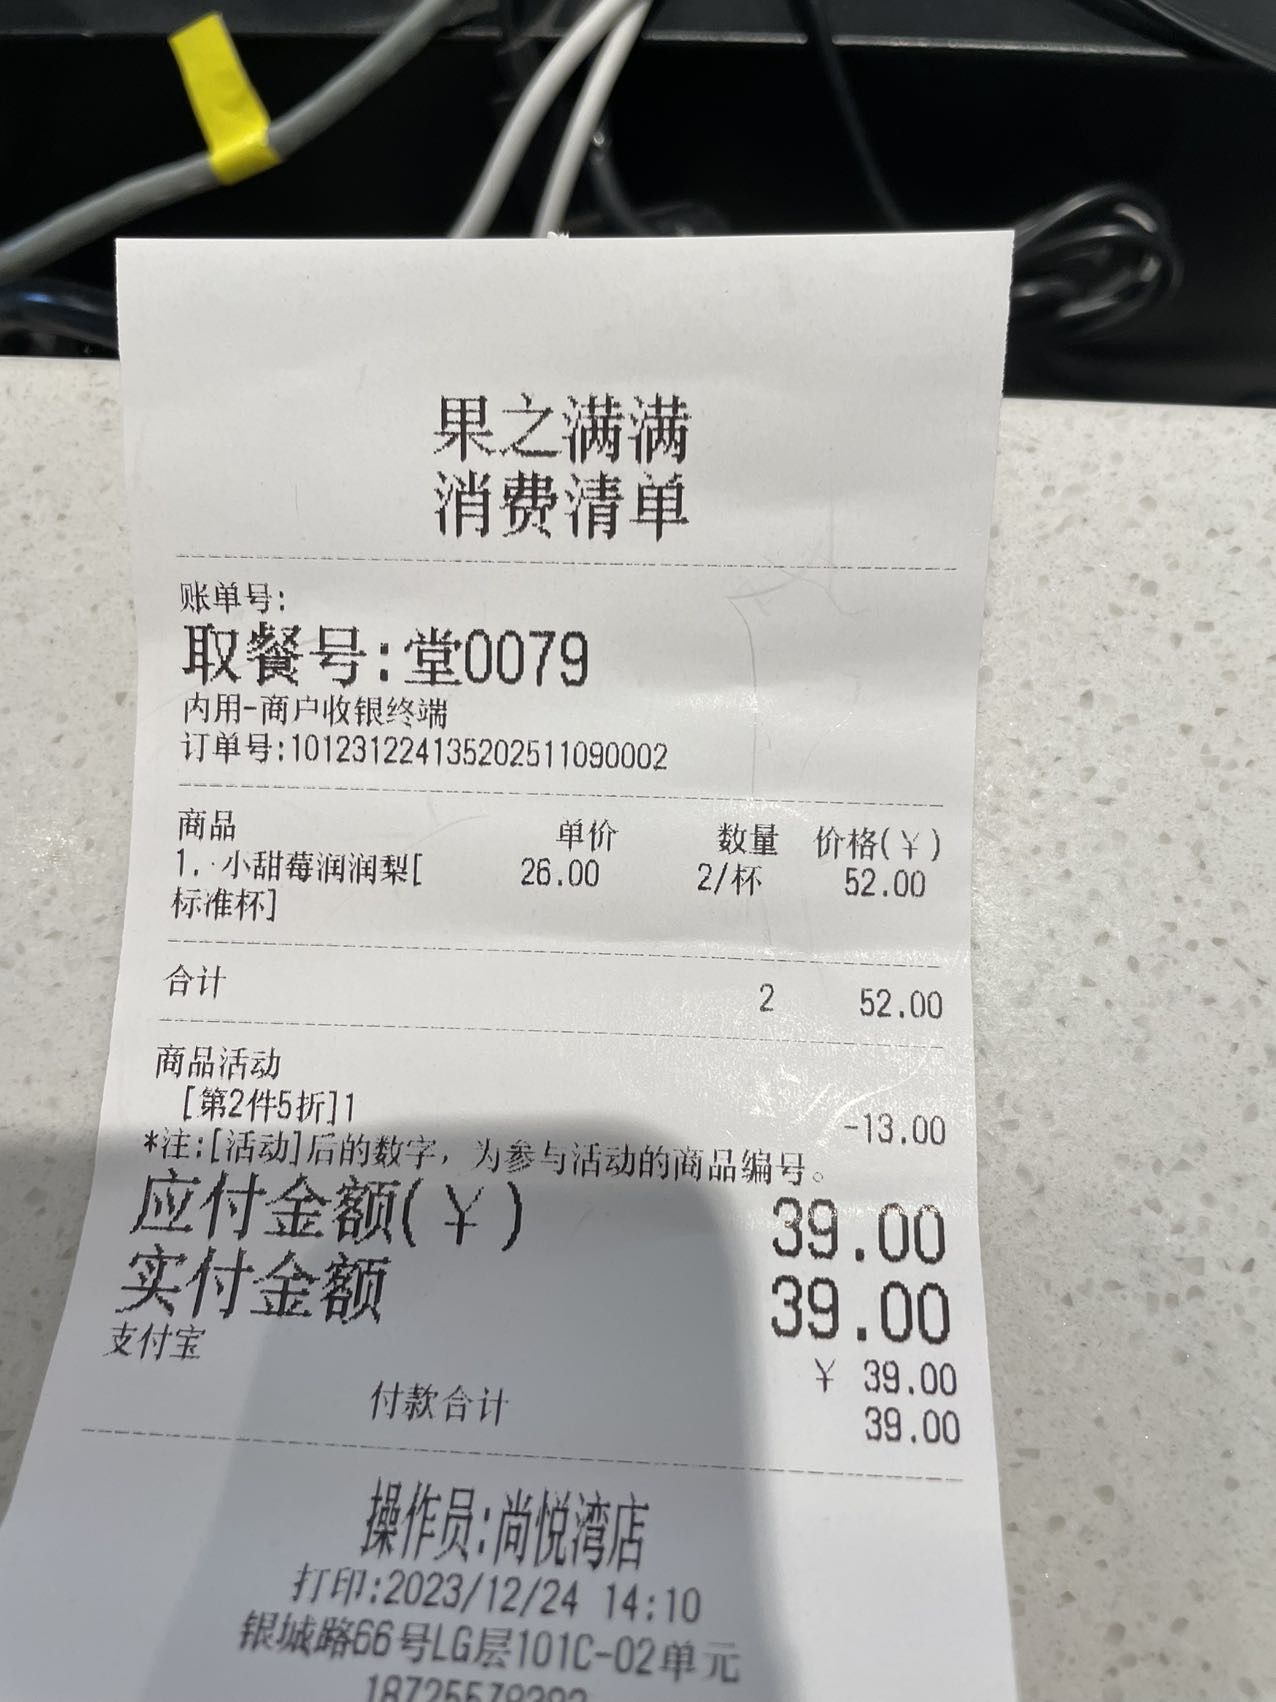 果之满满
消费清单
账单号:
取餐号:堂0079
内用-商户收银终端
订单号:101231224135202511090002
商品 单价 数量 价格(￥)
1. 小甜莓润润梨[ 26.00 2/杯 52.00
标准杯]
合计 2 52.00
商品活动
[第2件5折]1 -13.00
*注:[活动]后的数字，为参与活动的商品编号。
应付金额(￥) 39.00
实付金额 39.00
支付宝 ￥ 39.00
付款合计 39.00
操作员:尚悦湾店
打印:2023/12/24 14:10
银城路66号LG层101C-02单元